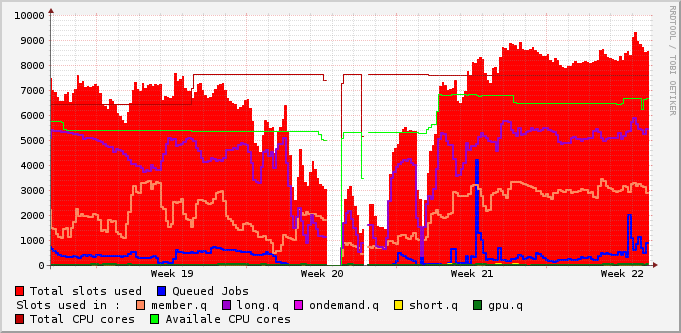 10000
9000
8000
7000
6000
5000
4000
3000
2000
1000
0
Week 19 Week 20 Week 21 Week 22
Total slots used Queued Jobs
Slots used in : member.q long.q ondemand.q short.q gpu.q
Total CPU cores Availale CPU cores
RRDTOOL / TOBI OETIKER